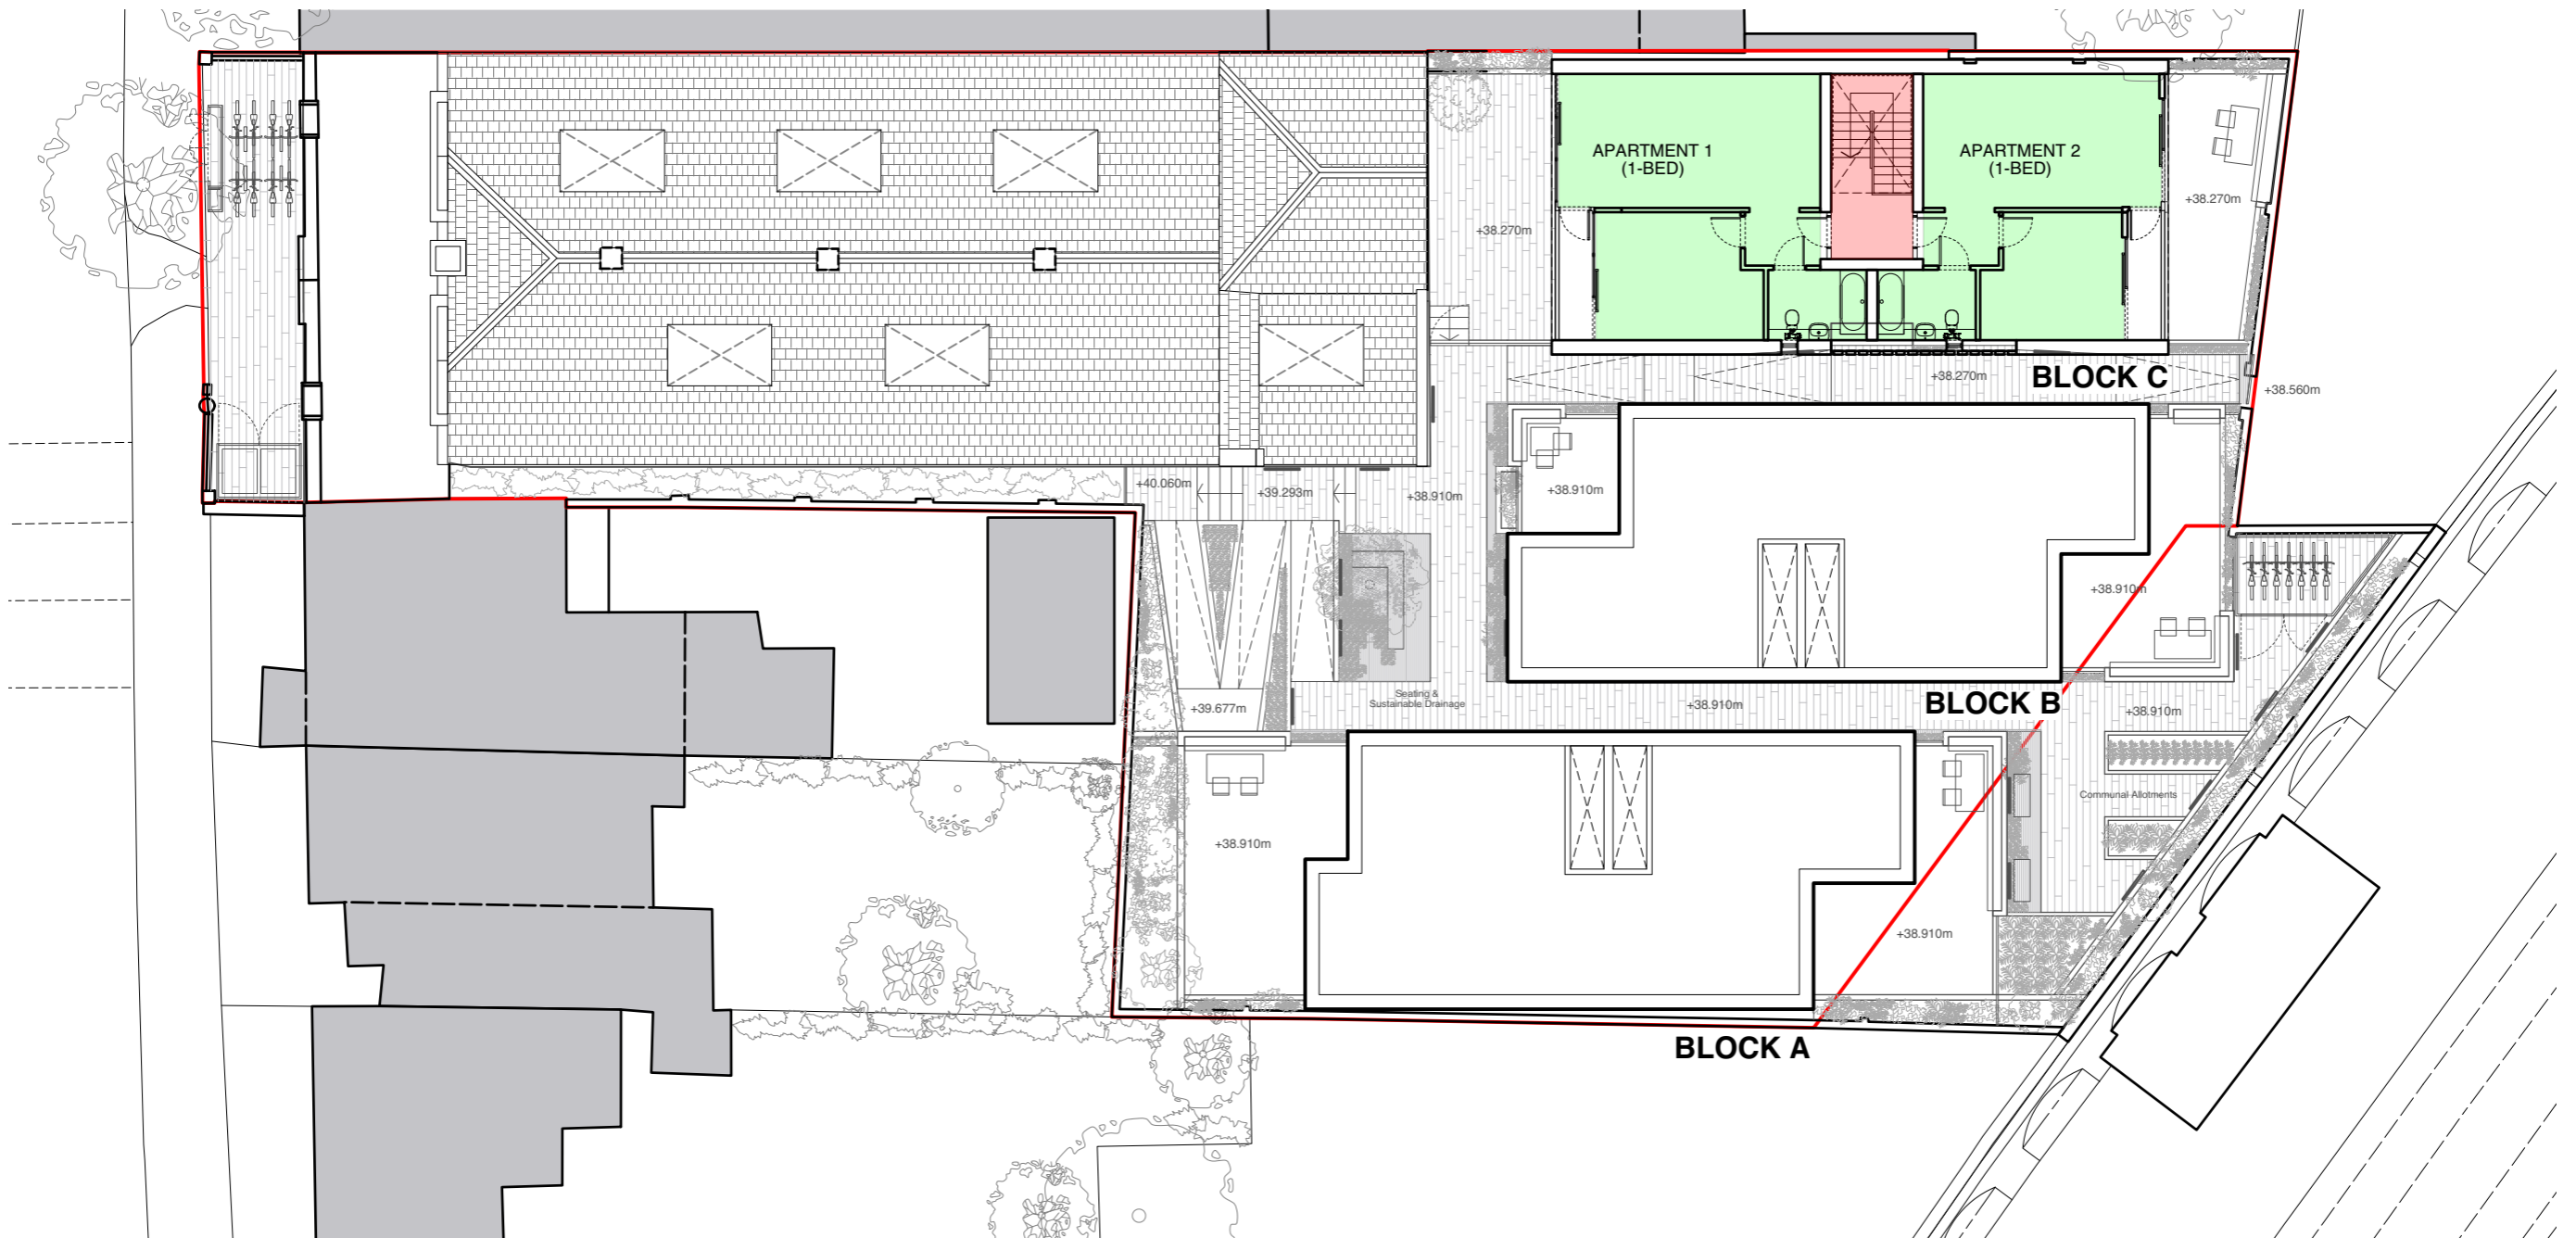 APARTMENT 1
(1-BED)
APARTMENT 2
(1-BED)
+38.270m
+38.270m
+38.270m
BLOCK C
+38.560m
+40.060m
+39.293m
+38.910m
+38.910m
+38.910m
Seating &
Sustainable Drainage
+39.677m
+38.910m
BLOCK B
+38.910m
Communal Allotments
+38.910m
+38.910m
BLOCK A